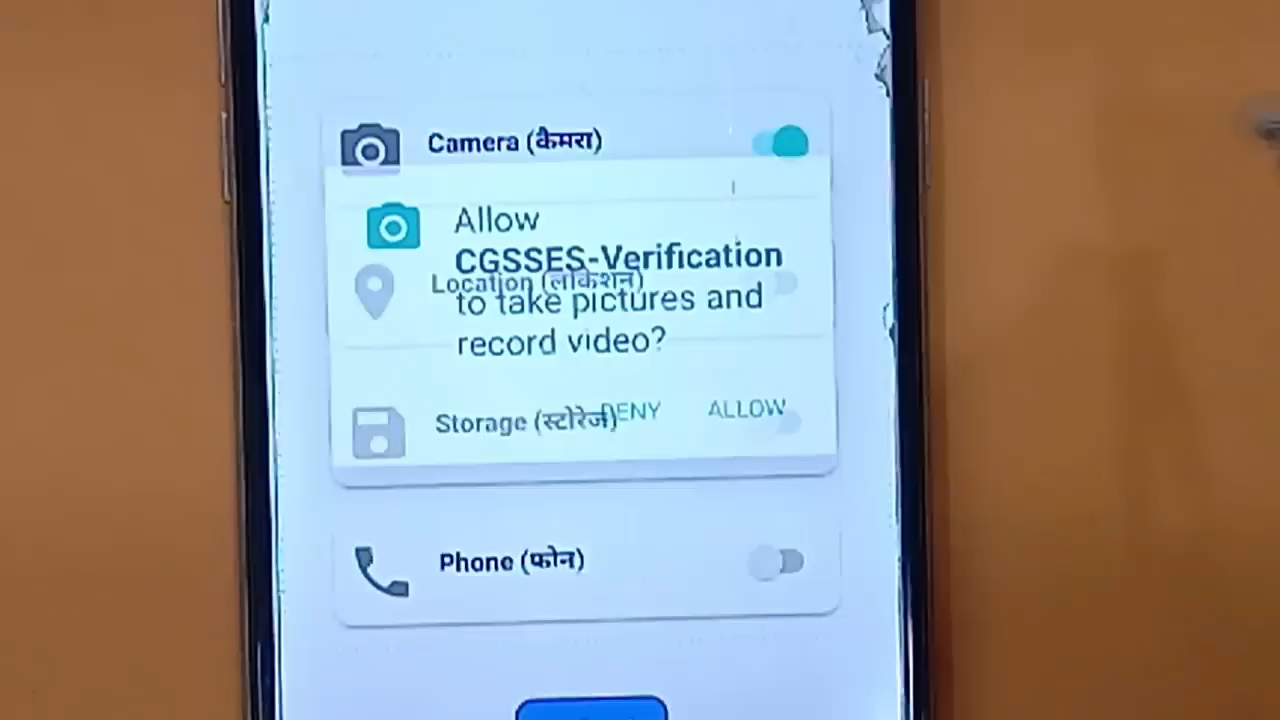 Camera (कैमरा)
Allow
CGSSES-Verification
Location (लोकेशन)
to take pictures and
record video?
Storage (स्टोरेज)
DENY ALLOW
Phone (फोन)